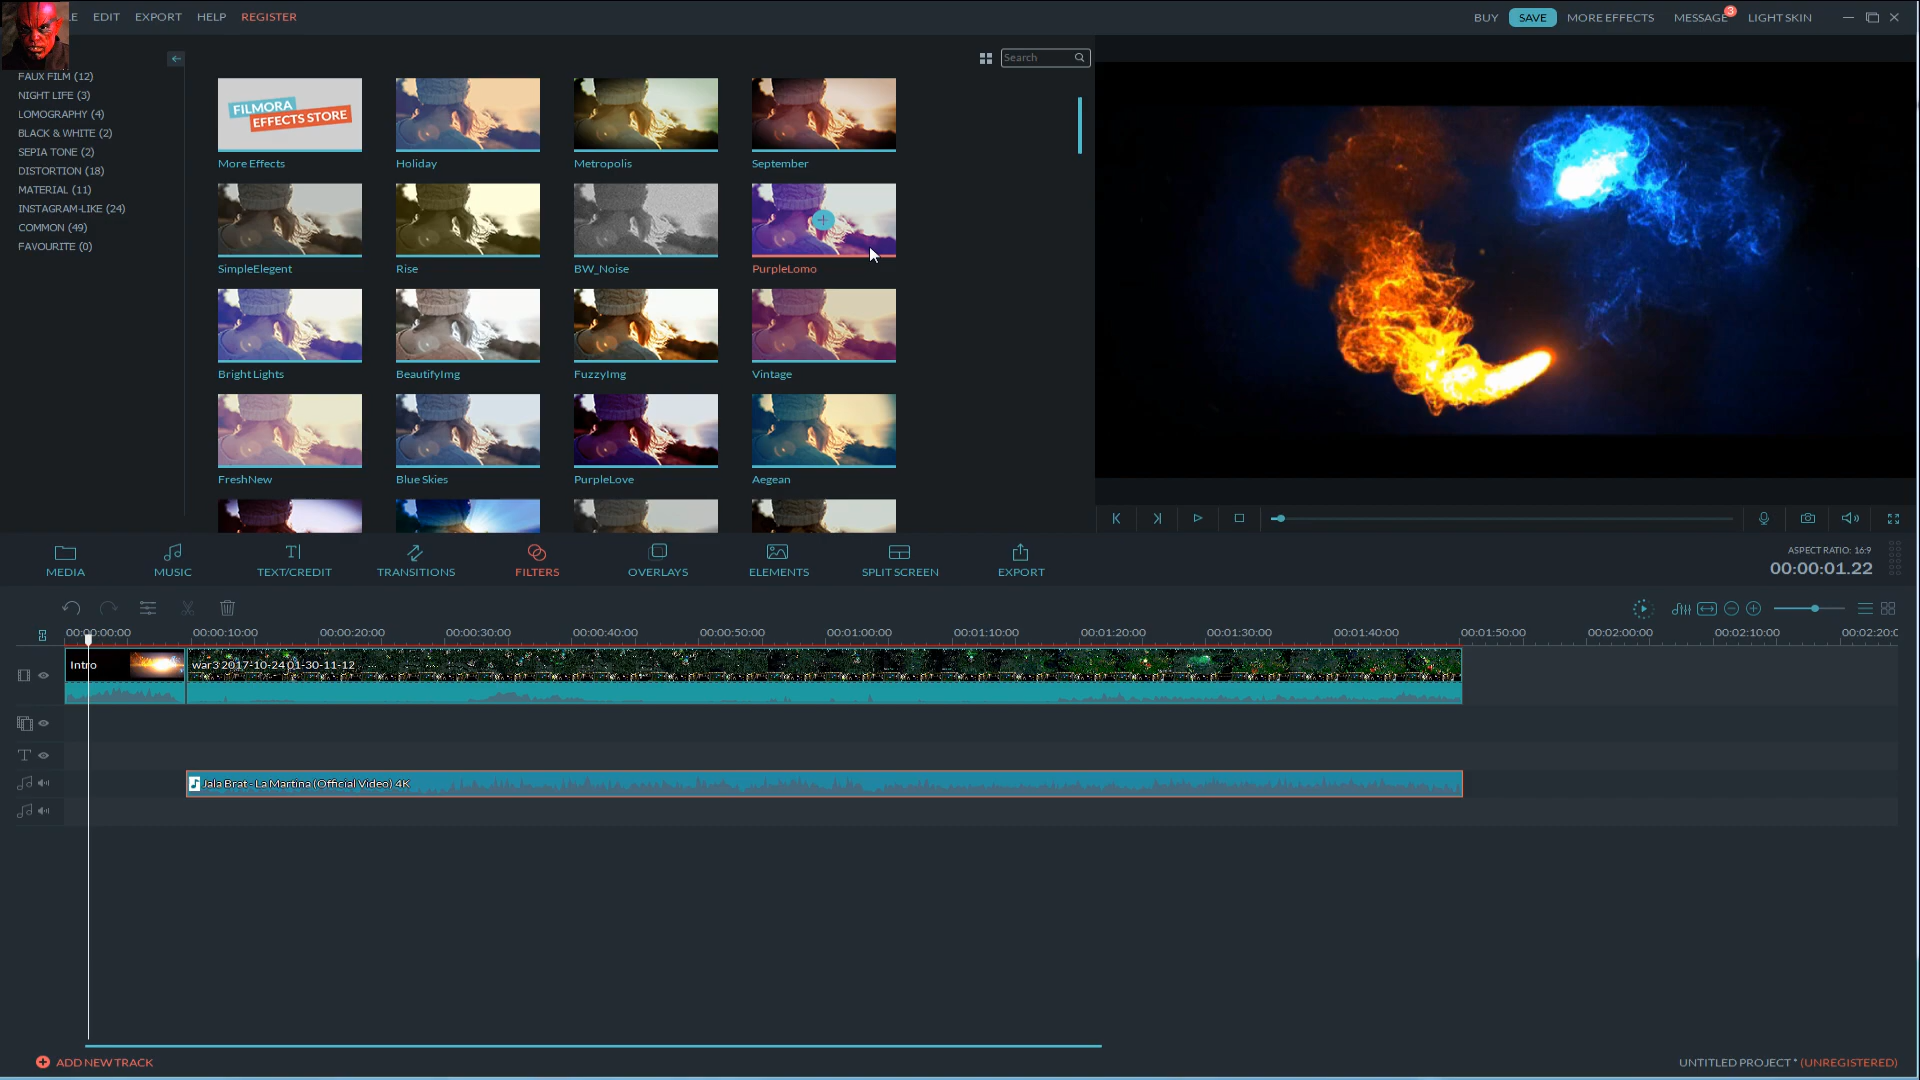 LE EDIT EXPORT HELP REGISTER
BUY SAVE MORE EFFECTS MESSAGE 3 LIGHT SKIN
Search
FAUX FILM (12)
NIGHT LIFE (3)
LOMOGRAPHY (4)
BLACK & WHITE (2)
SEPIA TONE (2)
DISTORTION (18)
MATERIAL (11)
INSTAGRAM-LIKE (24)
COMMON (49)
FAVOURITE (0)
FILMORA
EFFECTS STORE
More Effects Holiday Metropolis September
SimpleElegent Rise BW_Noise PurpleLomo
Bright Lights BeautifyImg FuzzyImg Vintage
FreshNew Blue Skies PurpleLove Aegean
MEDIA MUSIC TEXT/CREDIT TRANSITIONS FILTERS OVERLAYS ELEMENTS SPLIT SCREEN EXPORT
ASPECT RATIO: 16:9
00:00:01.22
00:00:00:00 00:00:10:00 00:00:20:00 00:00:30:00 00:00:40:00 00:00:50:00 00:01:00:00 00:01:10:00 00:01:20:00 00:01:30:00 00:01:40:00 00:01:50:00 00:02:00:00 00:02:10:00 00:02:20:0
Intro war3 2017-10-24 01-30-11-12
Jala Brat - La Martina (Official Video) 4K
ADD NEW TRACK
UNTITLED PROJECT * (UNREGISTERED)